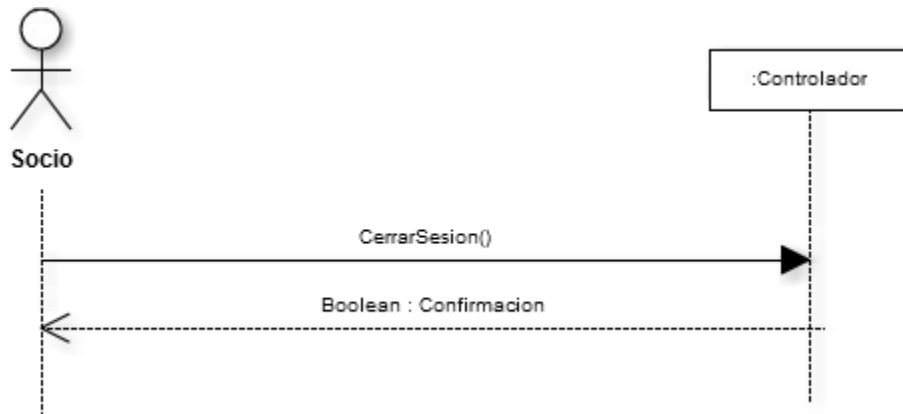 :Controlador
Socio
CerrarSesion()
Boolean : Confirmacion